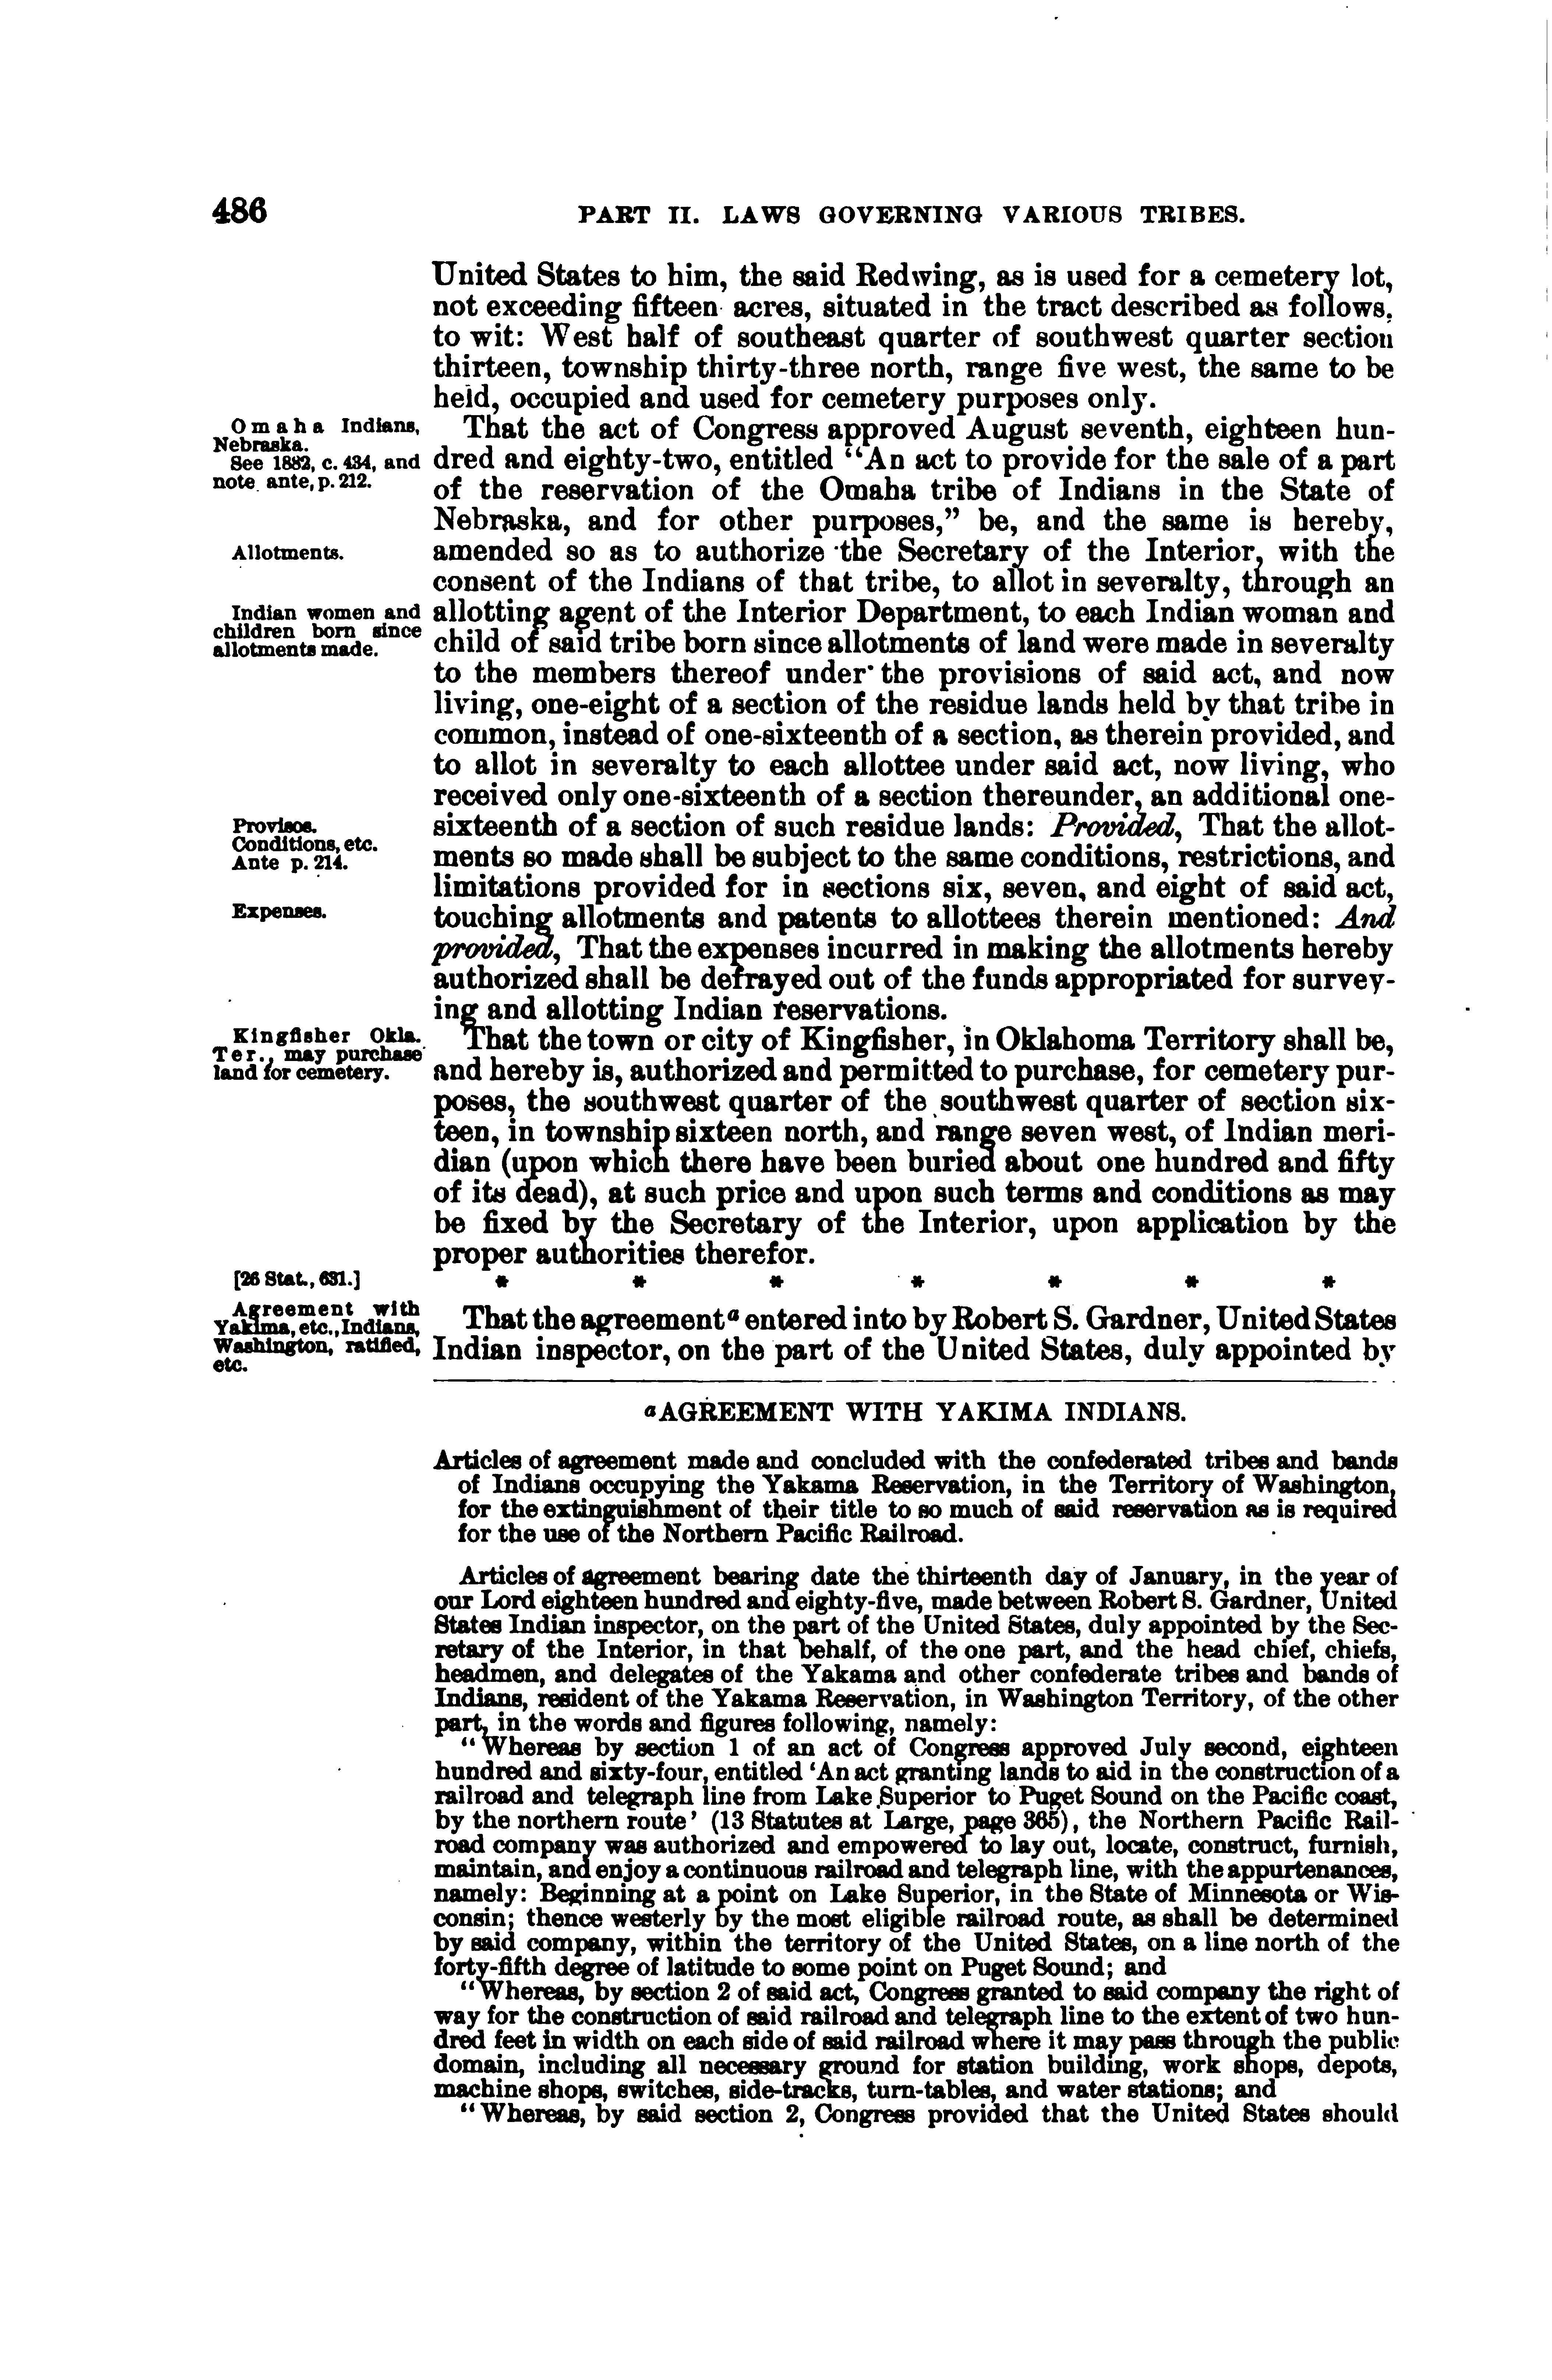 486
PART II. LAWS GOVERNING VARIOUS TRIBES.
United States to him, the said Redwing, as is used for a cemetery lot,
not exceeding fifteen acres, situated in the tract described as follows.
to wit: West half of southeast quarter of southwest quarter section
thirteen, township thirty-three north, range five west, the same to be
held, occupied and used for cemetery purposes only.
Omaha Indians,
Nebraska.
See 1882, c. 434, and
note ante, p. 212.
That the act of Congress approved August seventh, eighteen hun-
dred and eighty-two, entitled “An act to provide for the sale of a part
of the reservation of the Omaha tribe of Indians in the State of
Nebraska, and for other purposes,” be, and the same is hereby,
Allotments.
amended so as to authorize the Secretary of the Interior, with the
consent of the Indians of that tribe, to allot in severalty, through an
Indian women and
children born since
allotments made.
allotting agent of the Interior Department, to each Indian woman and
child of said tribe born since allotments of land were made in severalty
to the members thereof under the provisions of said act, and now
living, one-eight of a section of the residue lands held by that tribe in
common, instead of one-sixteenth of a section, as therein provided, and
to allot in severalty to each allottee under said act, now living, who
received only one-sixteenth of a section thereunder, an additional one-
Provisos.
Conditions, etc.
Ante p. 214.
sixteenth of a section of such residue lands: Provided, That the allot-
ments so made shall be subject to the same conditions, restrictions, and
limitations provided for in sections six, seven, and eight of said act,
Expenses.
touching allotments and patents to allottees therein mentioned: And
provided, That the expenses incurred in making the allotments hereby
authorized shall be defrayed out of the funds appropriated for survey-
ing and allotting Indian reservations.
Kingfisher Okla.
Ter., may purchase
land for cemetery.
That the town or city of Kingfisher, in Oklahoma Territory shall be,
and hereby is, authorized and permitted to purchase, for cemetery pur-
poses, the southwest quarter of the southwest quarter of section six-
teen, in township sixteen north, and range seven west, of Indian meri-
dian (upon which there have been buried about one hundred and fifty
of its dead), at such price and upon such terms and conditions as may
be fixed by the Secretary of the Interior, upon application by the
proper authorities therefor.
[26 Stat., 631.]
* * * * * * *
Agreement with
Yakima, etc., Indians,
Washington, ratified,
etc.
That the agreement a entered into by Robert S. Gardner, United States
Indian inspector, on the part of the United States, duly appointed by
a AGREEMENT WITH YAKIMA INDIANS.
Articles of agreement made and concluded with the confederated tribes and bands
of Indians occupying the Yakama Reservation, in the Territory of Washington,
for the extinguishment of their title to so much of said reservation as is required
for the use of the Northern Pacific Railroad.
Articles of agreement bearing date the thirteenth day of January, in the year of
our Lord eighteen hundred and eighty-five, made between Robert S. Gardner, United
States Indian inspector, on the part of the United States, duly appointed by the Sec-
retary of the Interior, in that behalf, of the one part, and the head chief, chiefs,
headmen, and delegates of the Yakama and other confederate tribes and bands of
Indians, resident of the Yakama Reservation, in Washington Territory, of the other
part, in the words and figures following, namely:
“Whereas by section 1 of an act of Congress approved July second, eighteen
hundred and sixty-four, entitled ‘An act granting lands to aid in the construction of a
railroad and telegraph line from Lake Superior to Puget Sound on the Pacific coast,
by the northern route’ (13 Statutes at Large, page 365), the Northern Pacific Rail-
road company was authorized and empowered to lay out, locate, construct, furnish,
maintain, and enjoy a continuous railroad and telegraph line, with the appurtenances,
namely: Beginning at a point on Lake Superior, in the State of Minnesota or Wis-
consin; thence westerly by the most eligible railroad route, as shall be determined
by said company, within the territory of the United States, on a line north of the
forty-fifth degree of latitude to some point on Puget Sound; and
“Whereas, by section 2 of said act, Congress granted to said company the right of
way for the construction of said railroad and telegraph line to the extent of two hun-
dred feet in width on each side of said railroad where it may pass through the public
domain, including all necessary ground for station building, work shops, depots,
machine shops, switches, side-tracks, turn-tables, and water stations; and
“Whereas, by said section 2, Congress provided that the United States should